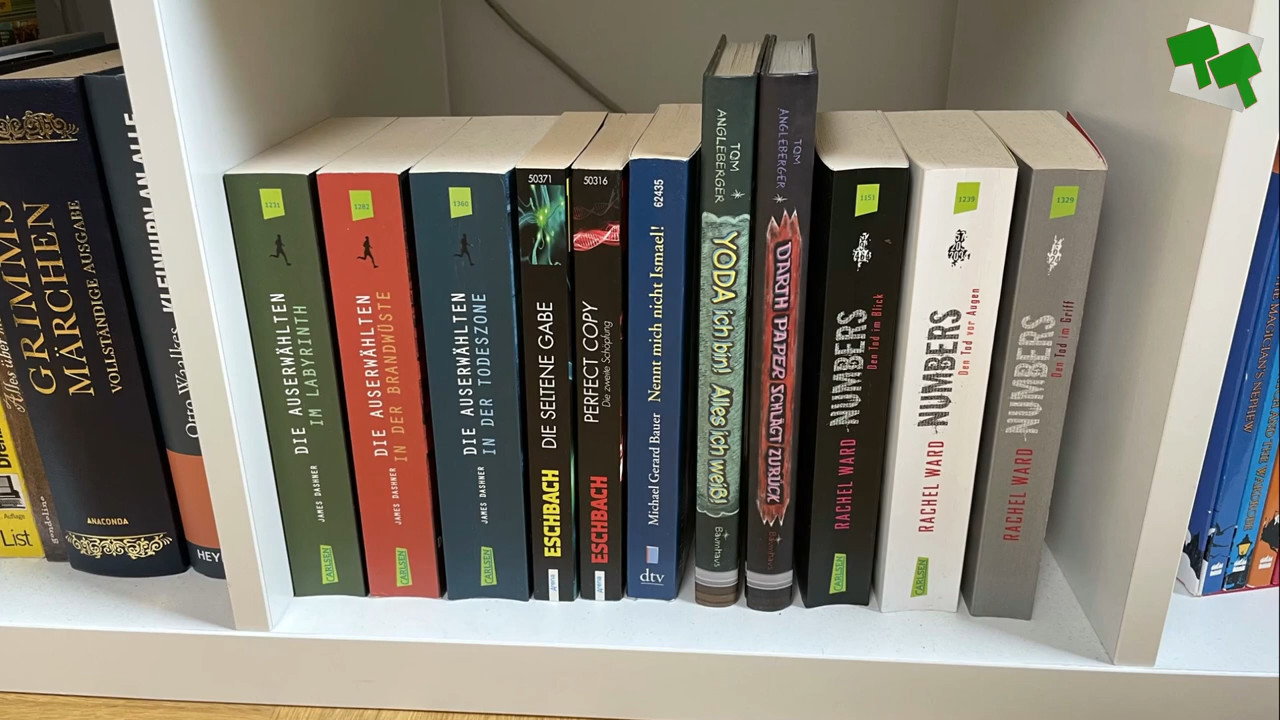 GRIMMS
MÄRCHEN
VOLLSTÄNDIGE AUSGABE
ANACONDA
List
HEY
1231
DIE AUSERWÄHLTEN
IM LABYRINTH
JAMES DASHNER
CARLSEN
1282
DIE AUSERWÄHLTEN
IN DER BRANDWÜSTE
JAMES DASHNER
CARLSEN
1360
DIE AUSERWÄHLTEN
IN DER TODESZONE
JAMES DASHNER
CARLSEN
50371
ESCHBACH DIE SELTENE GABE
Arena
50316
ESCHBACH PERFECT COPY
Die zweite Schöpfung
Arena
62435
Michael Gerard Bauer Nennt mich nicht Ismael!
dtv
TOM
ANGLEBERGER
YODA ich bin! Alles ich weiß!
Baumhaus
TOM
ANGLEBERGER
DARTH PAPER SCHLÄGT ZURÜCK
Baumhaus
1151
RACHEL WARD NUMBERS
Den Tod im Blick
CARLSEN
1239
RACHEL WARD NUMBERS
Den Tod vor Augen
CARLSEN
1329
RACHEL WARD NUMBERS
Den Tod im Griff
THE MAGICIAN'S NEPHEW